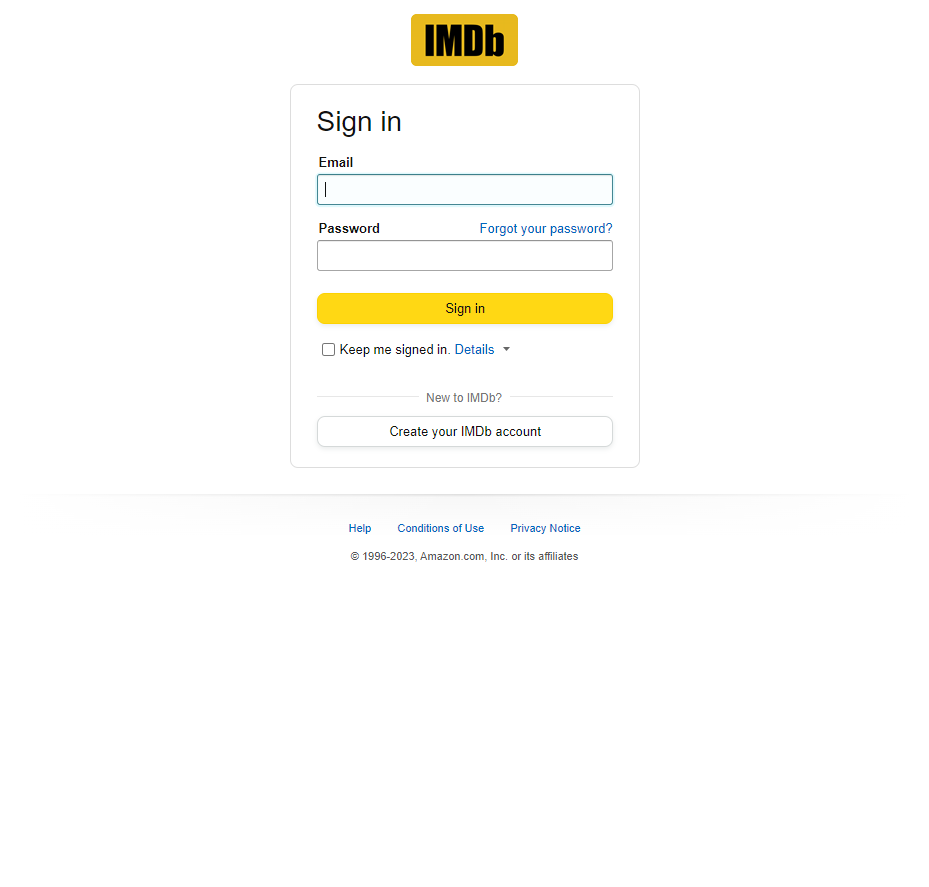 IMDb
Sign in
Email
Password Forgot your password?
Sign in
Keep me signed in. Details
New to IMDb?
Create your IMDb account
Help Conditions of Use Privacy Notice
© 1996-2023, Amazon.com, Inc. or its affiliates